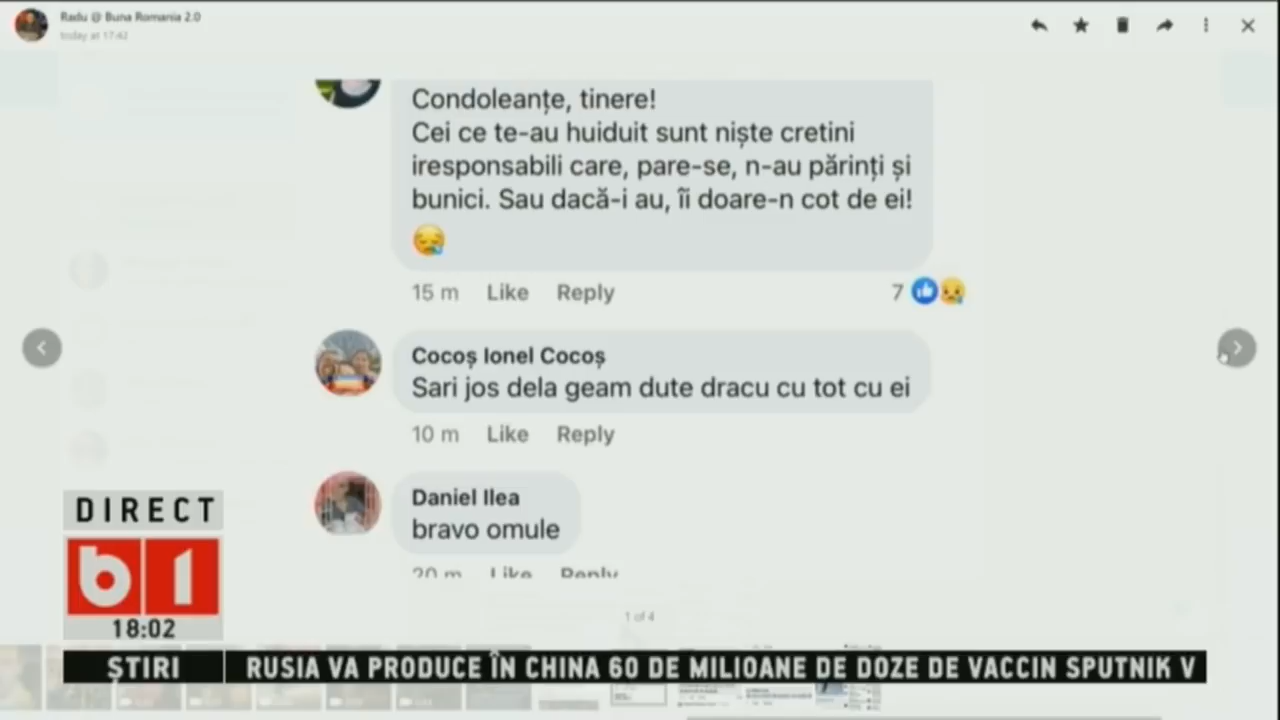 Radu @ Buna Romania 2.0
today at 17:42
Condoleanțe, tinere!
Cei ce te-au huiduit sunt niște cretini
iresponsabili care, pare-se, n-au părinți și
bunici. Sau dacă-i au, îi doare-n cot de ei!
15 m Like Reply 7
Cocoș Ionel Cocoș
Sari jos dela geam dute dracu cu tot cu ei
10 m Like Reply
Daniel Ilea
bravo omule
20 m Like Reply
1 of 4
DIRECT
b1
18:02
ȘTIRI RUSIA VA PRODUCE ÎN CHINA 60 DE MILIOANE DE DOZE DE VACCIN SPUTNIK V